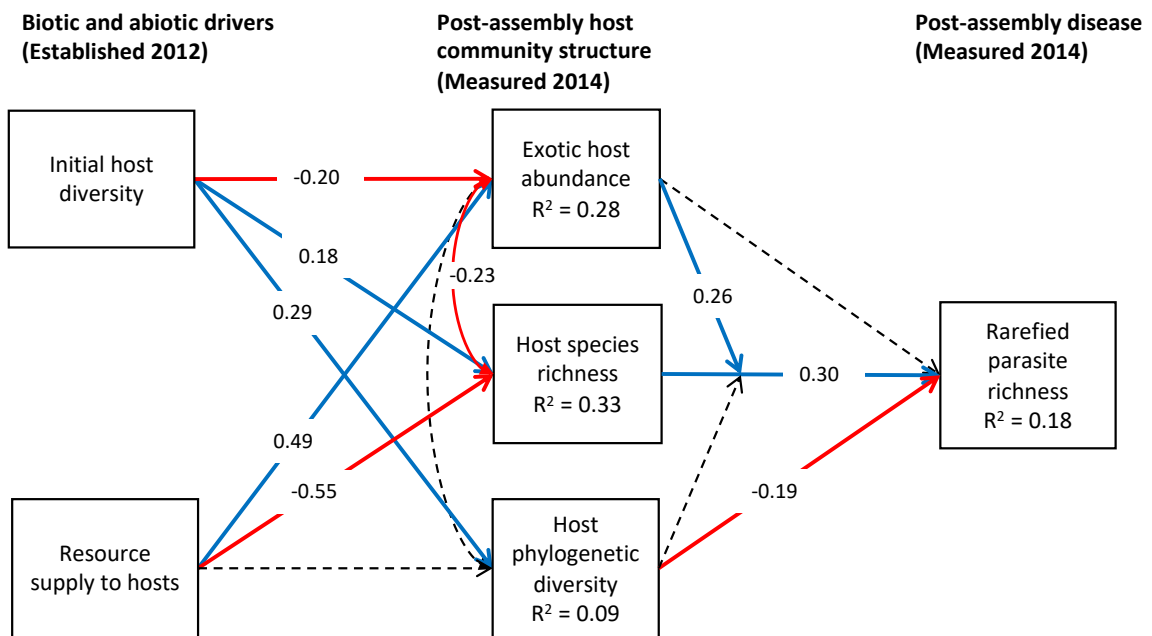 Biotic and abiotic drivers
(Established 2012)
Post-assembly host
community structure
(Measured 2014)
Post-assembly disease
(Measured 2014)
Initial host
diversity
-0.20
0.18
0.29
0.49
-0.55
Resource
supply to hosts
Exotic host
abundance
R² = 0.28
-0.23
Host species
richness
R² = 0.33
Host
phylogenetic
diversity
R² = 0.09
0.26
0.30
-0.19
Rarefied
parasite
richness
R² = 0.18